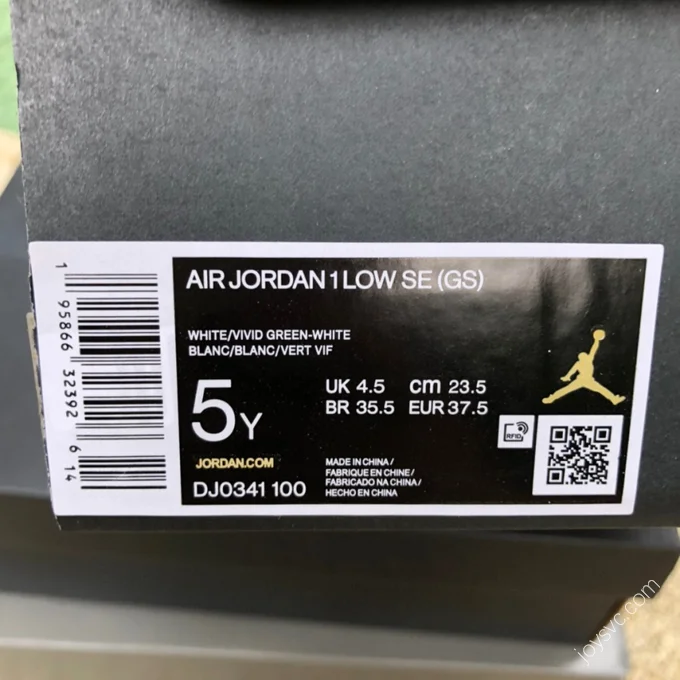 AIR JORDAN 1 LOW SE (GS)
WHITE/VIVID GREEN-WHITE
BLANC/BLANC/VERT VIF
5Y
UK 4.5 cm 23.5
BR 35.5 EUR 37.5
JORDAN.COM
DJ0341 100
MADE IN CHINA /
FABRIQUE EN CHINE /
FABRICADO NA CHINA /
HECHO EN CHINA
RFID
1 95866 32392 6 14
joysvc.com